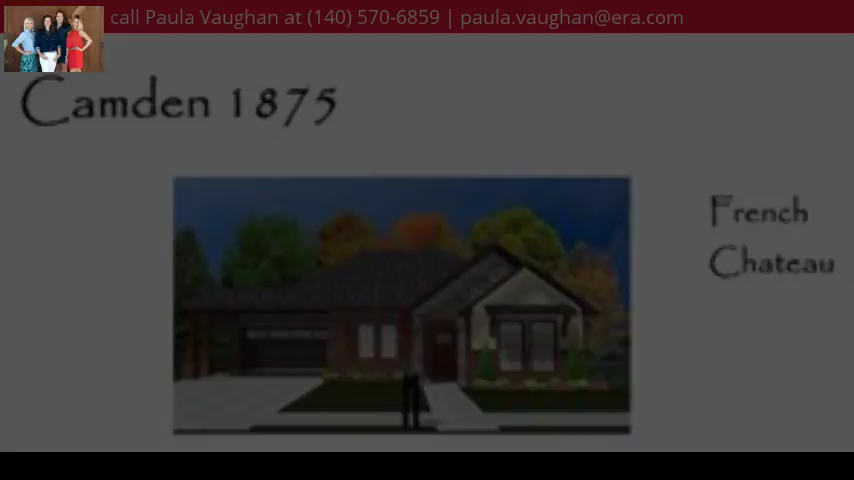 call Paula Vaughan at (140) 570-6859 | paula.vaughan@era.com
Camden 1875
French
Chateau